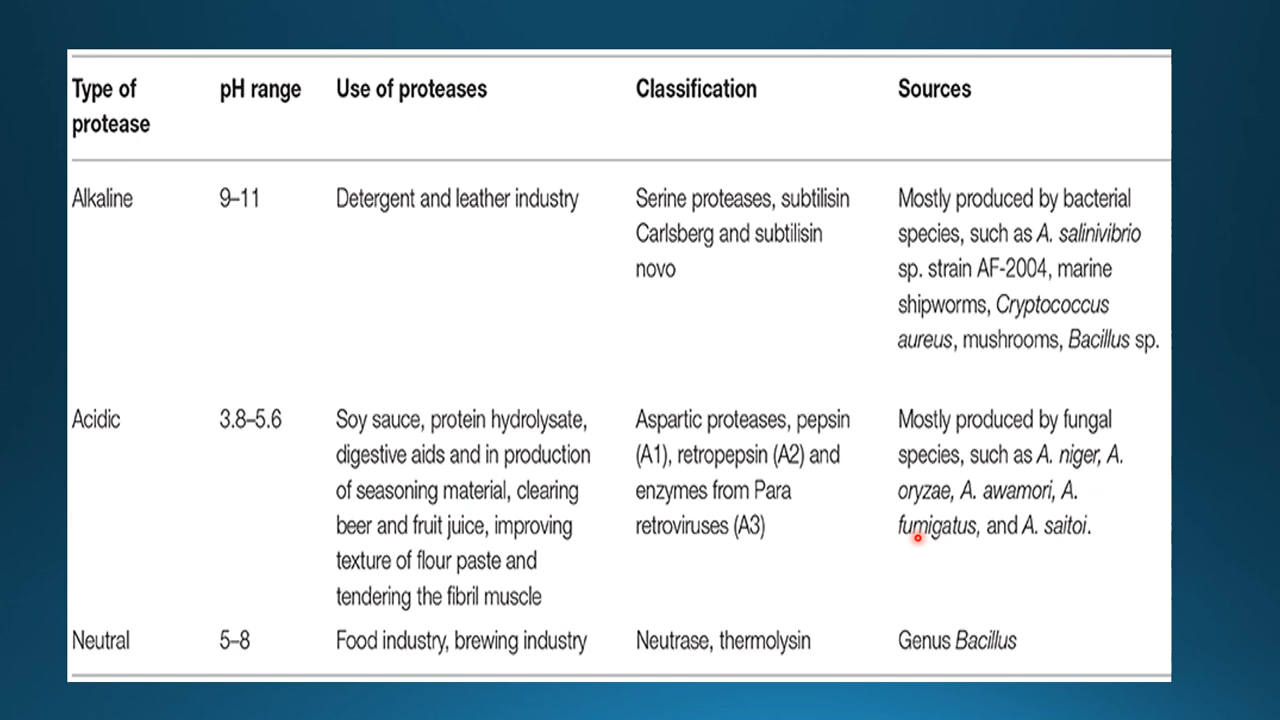 Type of protease pH range Use of proteases Classification Sources
Alkaline 9–11 Detergent and leather industry Serine proteases, subtilisin Mostly produced by bacterial
Carlsberg and subtilisin species, such as A. salinivibrio
novo sp. strain AF-2004, marine
shipworms, Cryptococcus
aureus, mushrooms, Bacillus sp.
Acidic 3.8–5.6 Soy sauce, protein hydrolysate, Aspartic proteases, pepsin Mostly produced by fungal
digestive aids and in production (A1), retropepsin (A2) and species, such as A. niger, A.
of seasoning material, clearing enzymes from Para oryzae, A. awamori, A.
beer and fruit juice, improving retroviruses (A3) fumigatus, and A. saitoi.
texture of flour paste and
tendering the fibril muscle
Neutral 5–8 Food industry, brewing industry Neutrase, thermolysin Genus Bacillus